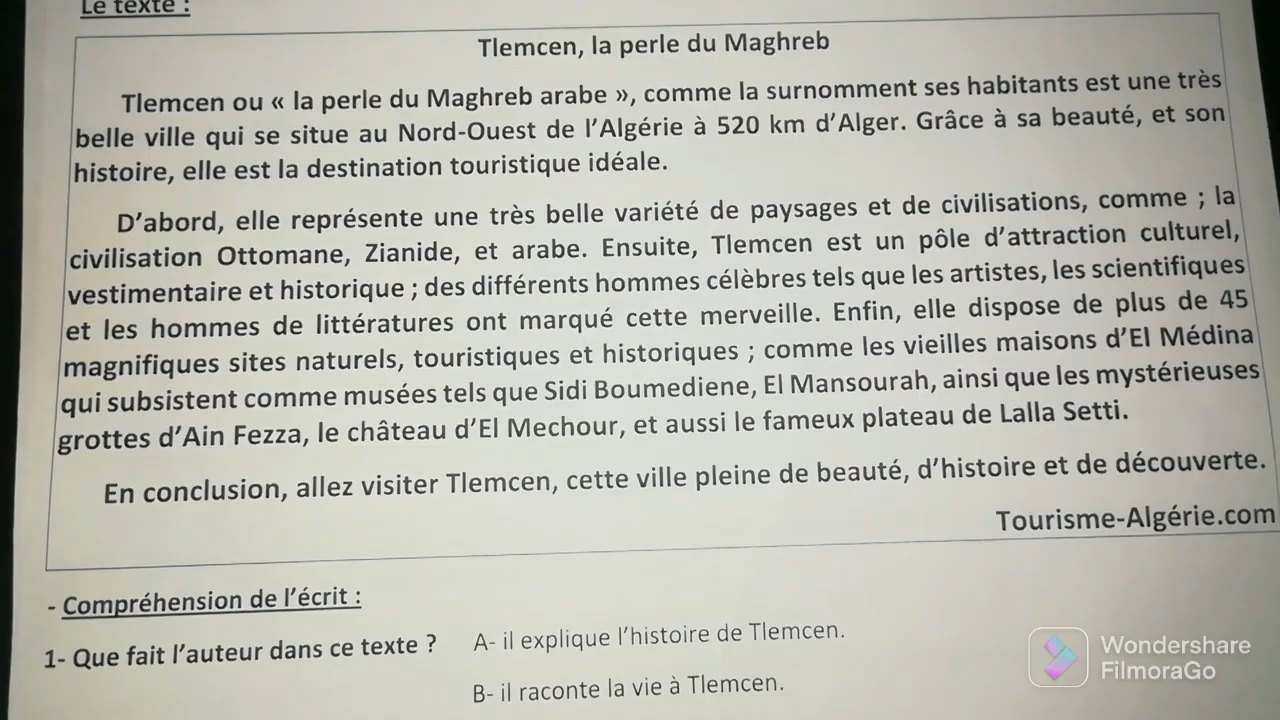 Le texte :
Tlemcen, la perle du Maghreb
Tlemcen ou « la perle du Maghreb arabe », comme la surnomment ses habitants est une très
belle ville qui se situe au Nord-Ouest de l'Algérie à 520 km d'Alger. Grâce à sa beauté, et son
histoire, elle est la destination touristique idéale.
D'abord, elle représente une très belle variété de paysages et de civilisations, comme ; la
civilisation Ottomane, Zianide, et arabe. Ensuite, Tlemcen est un pôle d'attraction culturel,
vestimentaire et historique ; des différents hommes célèbres tels que les artistes, les scientifiques
et les hommes de littératures ont marqué cette merveille. Enfin, elle dispose de plus de 45
magnifiques sites naturels, touristiques et historiques ; comme les vieilles maisons d'El Médina
qui subsistent comme musées tels que Sidi Boumediene, El Mansourah, ainsi que les mystérieuses
grottes d'Ain Fezza, le château d'El Mechour, et aussi le fameux plateau de Lalla Setti.
En conclusion, allez visiter Tlemcen, cette ville pleine de beauté, d'histoire et de découverte.
Tourisme-Algérie.com
- Compréhension de l'écrit :
1- Que fait l'auteur dans ce texte ? A- il explique l'histoire de Tlemcen.
B- il raconte la vie à Tlemcen.
Wondershare
FilmoraGo